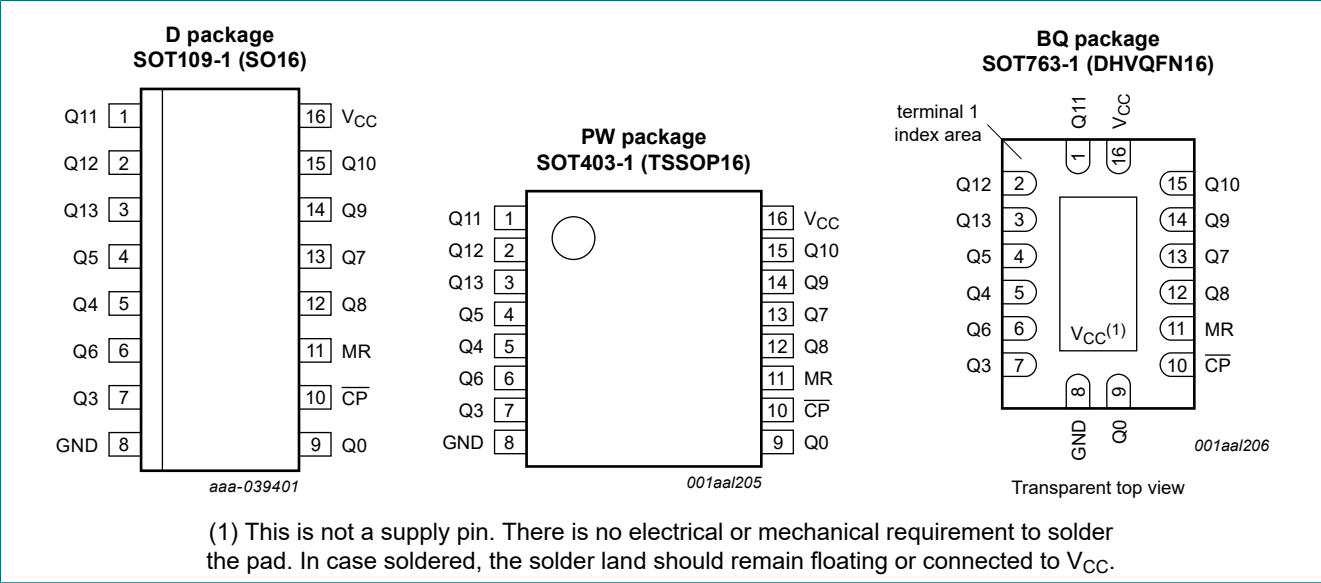 D package
SOT109-1 (SO16)
Q11 1
16 VCC
Q12 2
15 Q10
Q13 3
14 Q9
Q5 4
13 Q7
Q4 5
12 Q8
Q6 6
11 MR
Q3 7
10 C̅P̅
GND 8
9 Q0
aaa-039401
PW package
SOT403-1 (TSSOP16)
Q11 1
16 VCC
Q12 2
15 Q10
Q13 3
14 Q9
Q5 4
13 Q7
Q4 5
12 Q8
Q6 6
11 MR
Q3 7
10 C̅P̅
GND 8
9 Q0
001aal205
BQ package
SOT763-1 (DHVQFN16)
terminal 1
index area
Q11
VCC
1
16
Q12 2
15 Q10
Q13 3
14 Q9
Q5 4
13 Q7
Q4 5
12 Q8
Q6 6
VCC(1)
11 MR
Q3 7
10 C̅P̅
8
9
GND
Q0
001aal206
Transparent top view
(1) This is not a supply pin. There is no electrical or mechanical requirement to solder
the pad. In case soldered, the solder land should remain floating or connected to VCC.